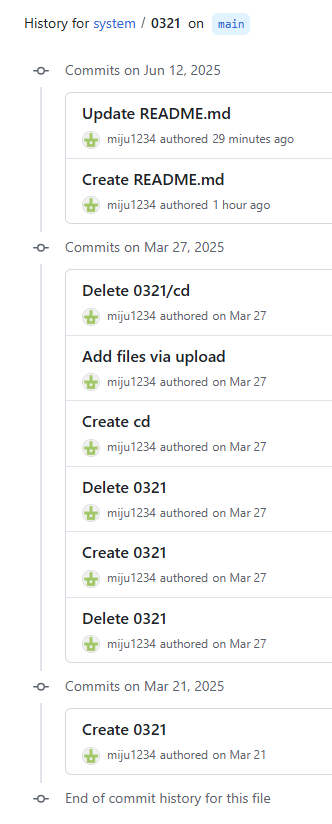 History for system / 0321 on main
Commits on Jun 12, 2025
Update README.md
miju1234 authored 29 minutes ago
Create README.md
miju1234 authored 1 hour ago
Commits on Mar 27, 2025
Delete 0321/cd
miju1234 authored on Mar 27
Add files via upload
miju1234 authored on Mar 27
Create cd
miju1234 authored on Mar 27
Delete 0321
miju1234 authored on Mar 27
Create 0321
miju1234 authored on Mar 27
Delete 0321
miju1234 authored on Mar 27
Commits on Mar 21, 2025
Create 0321
miju1234 authored on Mar 21
End of commit history for this file